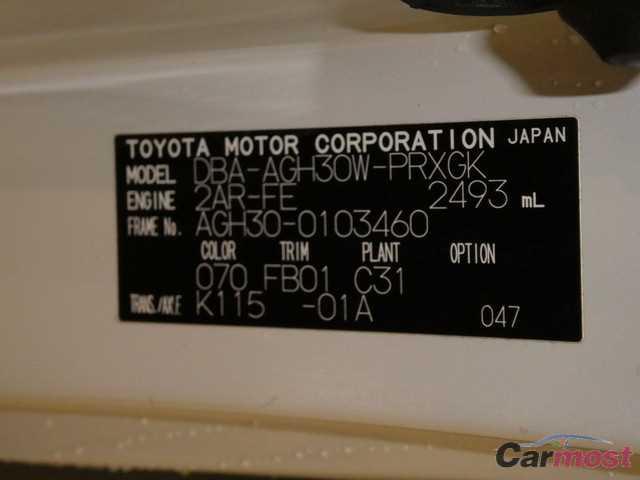 TOYOTA MOTOR CORPORATION JAPAN
MODEL DBA-AGH30W-PRXGK
ENGINE 2AR-FE 2493 mL
FRAME No. AGH30-0103460
COLOR TRIM PLANT OPTION
070 FB01 C31
TRANS./AXLE K115 -01A 047
Carmost